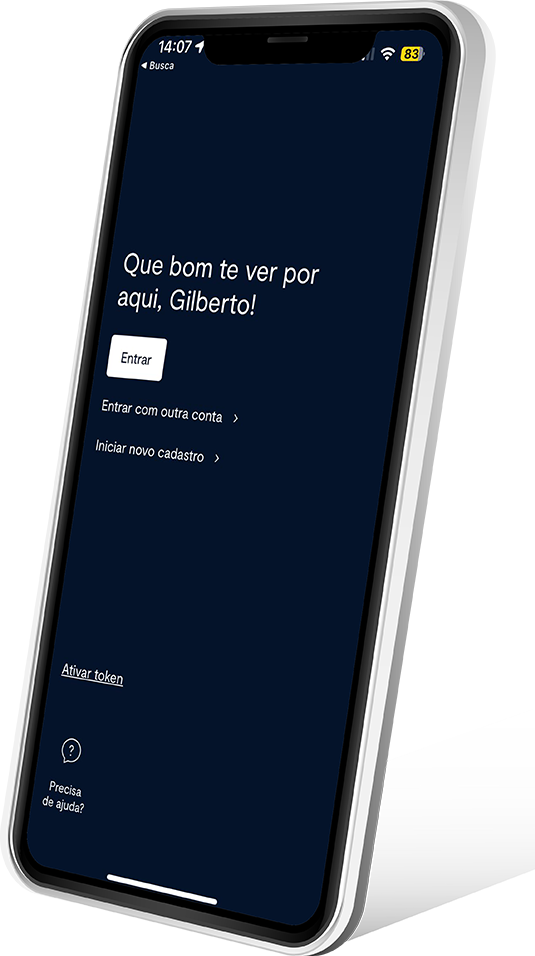 14:07
83
Busca
Que bom te ver por
aqui, Gilberto!
Entrar
Entrar com outra conta
Iniciar novo cadastro
Ativar token
?
Precisa
de ajuda?